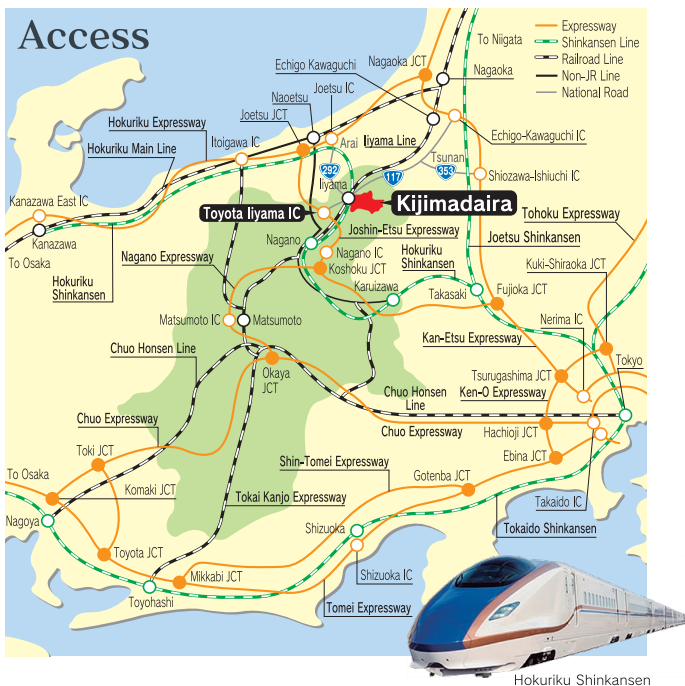 Access
Expressway
Shinkansen Line
Railroad Line
Non-JR Line
National Road
To Niigata
Nagaoka JCT
Echigo Kawaguchi
Nagaoka
Joetsu IC
Naoetsu
Joetsu JCT
Hokuriku Expressway
Itoigawa IC
Arai
Iiyama Line
Echigo-Kawaguchi IC
Hokuriku Main Line
292
Tsunan
117
353
Shiozawa-Ishiuchi IC
Iiyama
Kanazawa East IC
Toyota Iiyama IC
Kijimadaira
Tohoku Expressway
Kanazawa
Joshin-Etsu Expressway
Joetsu Shinkansen
To Osaka
Nagano
Nagano IC
Hokuriku
Shinkansen
Nagano Expressway
Koshoku JCT
Kuki-Shiraoka JCT
Hokuriku
Shinkansen
Karuizawa
Takasaki
Fujioka JCT
Matsumoto IC
Matsumoto
Nerima IC
Kan-Etsu Expressway
Chuo Honsen Line
Okaya
JCT
Tokyo
Tsurugashima JCT
Chuo Honsen
Line
Ken-O Expressway
Chuo Expressway
Chuo Expressway
Hachioji JCT
Toki JCT
Ebina JCT
Shin-Tomei Expressway
To Osaka
Gotenba JCT
Komaki JCT
Tokai Kanjo Expressway
Takaido IC
Nagoya
Shizuoka
Tokaido Shinkansen
Toyota JCT
Mikkabi JCT
Shizuoka IC
Toyohashi
Tomei Expressway
Hokuriku Shinkansen